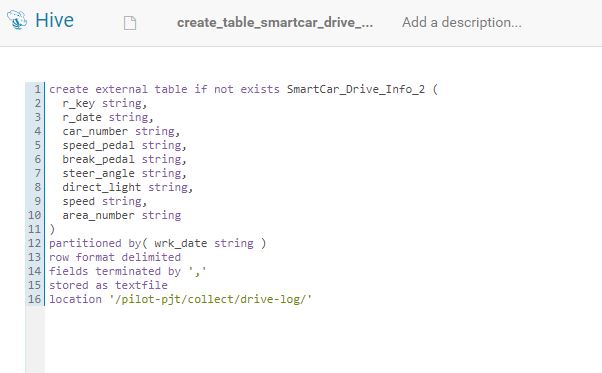 Hive create_table_smartcar_drive_... Add a description...
1 create external table if not exists SmartCar_Drive_Info_2 (
2 r_key string,
3 r_date string,
4 car_number string,
5 speed_pedal string,
6 break_pedal string,
7 steer_angle string,
8 direct_light string,
9 speed string,
10 area_number string
11 )
12 partitioned by( wrk_date string )
13 row format delimited
14 fields terminated by ','
15 stored as textfile
16 location '/pilot-pjt/collect/drive-log/'